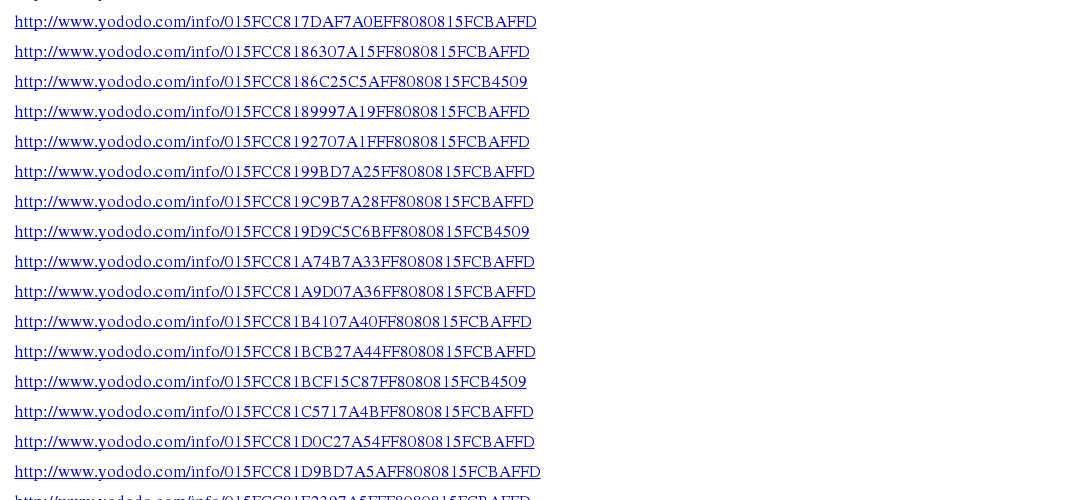 http://www.yododo.com/info/015FCC817DAF7A0EFF8080815FCBAFFD
http://www.yododo.com/info/015FCC8186307A15FF8080815FCBAFFD
http://www.yododo.com/info/015FCC8186C25C5AFF8080815FCB4509
http://www.yododo.com/info/015FCC8189997A19FF8080815FCBAFFD
http://www.yododo.com/info/015FCC8192707A1FFF8080815FCBAFFD
http://www.yododo.com/info/015FCC8199BD7A25FF8080815FCBAFFD
http://www.yododo.com/info/015FCC819C9B7A28FF8080815FCBAFFD
http://www.yododo.com/info/015FCC819D9C5C6BFF8080815FCB4509
http://www.yododo.com/info/015FCC81A74B7A33FF8080815FCBAFFD
http://www.yododo.com/info/015FCC81A9D07A36FF8080815FCBAFFD
http://www.yododo.com/info/015FCC81B4107A40FF8080815FCBAFFD
http://www.yododo.com/info/015FCC81BCB27A44FF8080815FCBAFFD
http://www.yododo.com/info/015FCC81BCF15C87FF8080815FCB4509
http://www.yododo.com/info/015FCC81C5717A4BFF8080815FCBAFFD
http://www.yododo.com/info/015FCC81D0C27A54FF8080815FCBAFFD
http://www.yododo.com/info/015FCC81D9BD7A5AFF8080815FCBAFFD